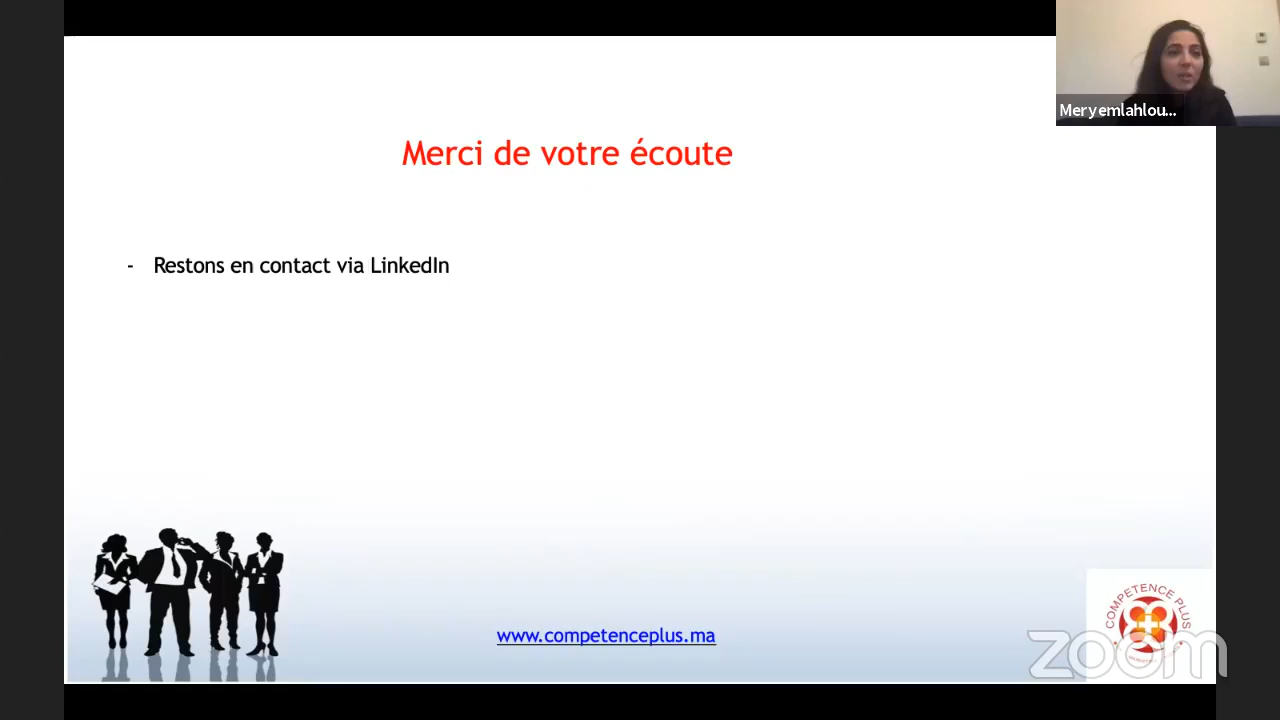 Meryemlahlou...
Merci de votre écoute
- Restons en contact via LinkedIn
www.competenceplus.ma
COMPETENCE PLUS
zoom